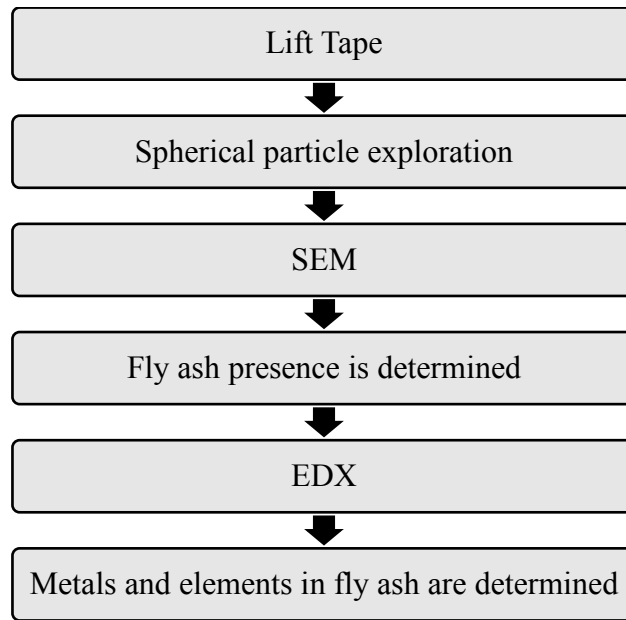 Lift Tape
Spherical particle exploration
SEM
Fly ash presence is determined
EDX
Metals and elements in fly ash are determined